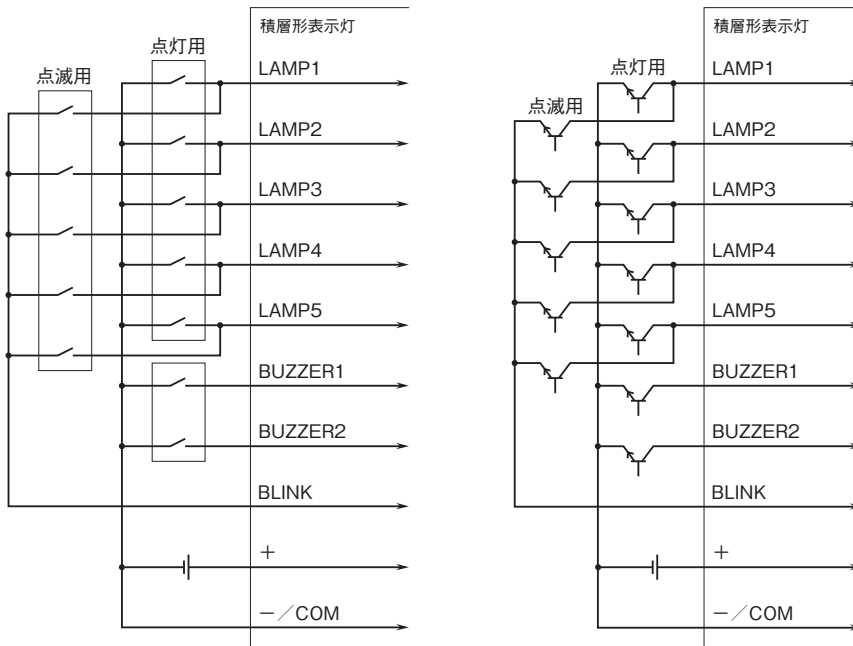 積層形表示灯
点灯用
点滅用
LAMP1
LAMP2
LAMP3
LAMP4
LAMP5
BUZZER1
BUZZER2
BLINK
+
−／COM
積層形表示灯
点灯用
点滅用
LAMP1
LAMP2
LAMP3
LAMP4
LAMP5
BUZZER1
BUZZER2
BLINK
+
−／COM